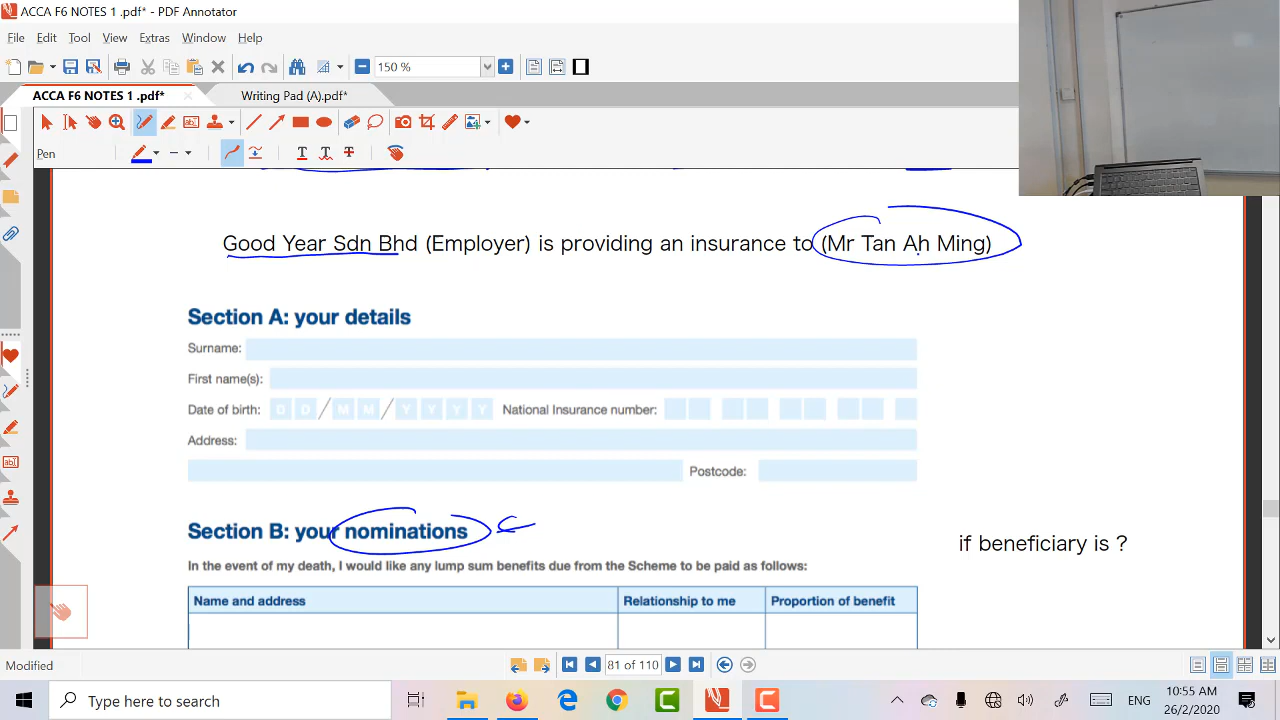 ACCA F6 NOTES 1 .pdf* - PDF Annotator
File Edit Tool View Extras Window Help
150 %
ACCA F6 NOTES 1 .pdf* Writing Pad (A).pdf*
Pen
Good Year Sdn Bhd (Employer) is providing an insurance to (Mr Tan Ah Ming)
Section A: your details
Surname:
First name(s):
Date of birth: D D / M M / Y Y Y Y National Insurance number:
Address:
Postcode:
Section B: your nominations
if beneficiary is ?
In the event of my death, I would like any lump sum benefits due from the Scheme to be paid as follows:
Name and address Relationship to me Proportion of benefit
Modified 81 of 110
Type here to search ENG 10:55 AM
26/2/2020